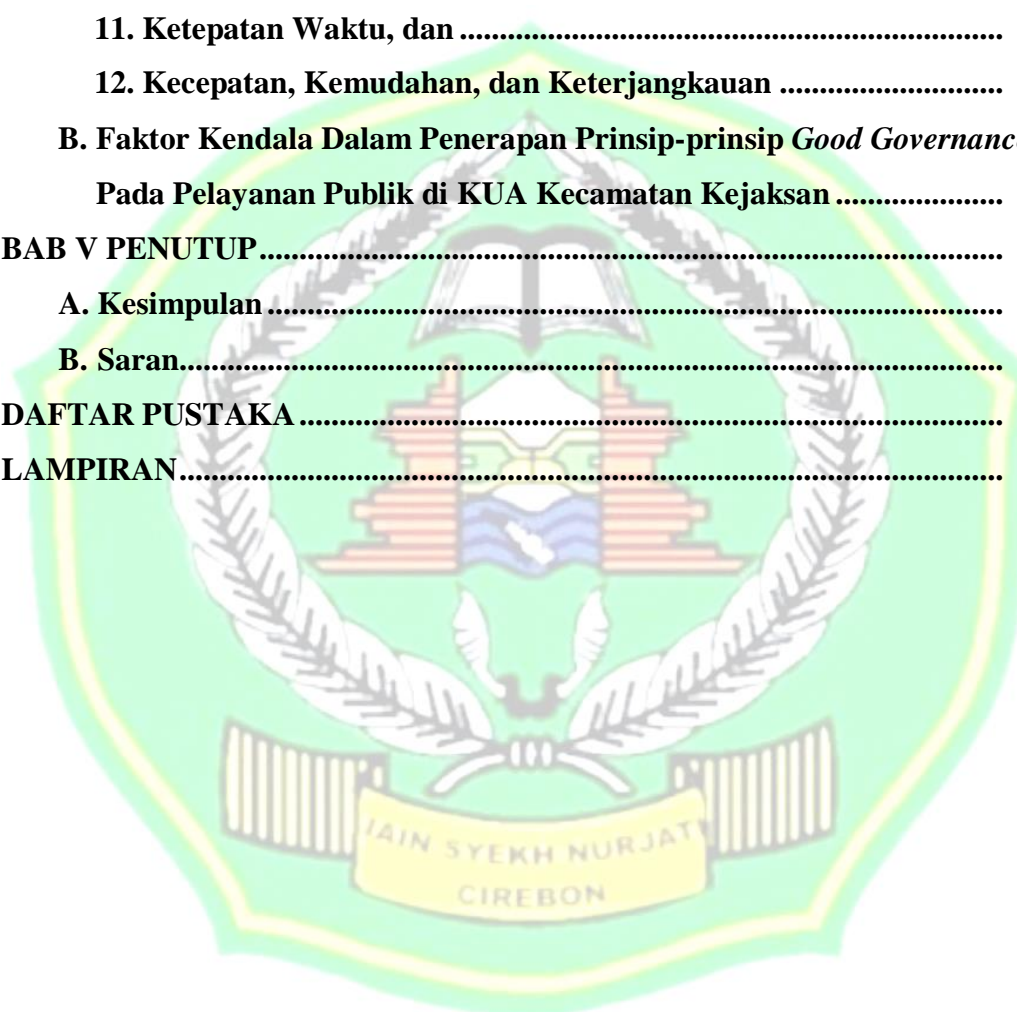 11. Ketepatan Waktu, dan ....................................................................
12. Kecepatan, Kemudahan, dan Keterjangkauan ............................
B. Faktor Kendala Dalam Penerapan Prinsip-prinsip Good Governance
Pada Pelayanan Publik di KUA Kecamatan Kejaksan .....................
BAB V PENUTUP..............................................................................................
A. Kesimpulan ............................................................................................
B. Saran.......................................................................................................
DAFTAR PUSTAKA .........................................................................................
LAMPIRAN........................................................................................................
IAIN SYEKH NURJATI
CIREBON